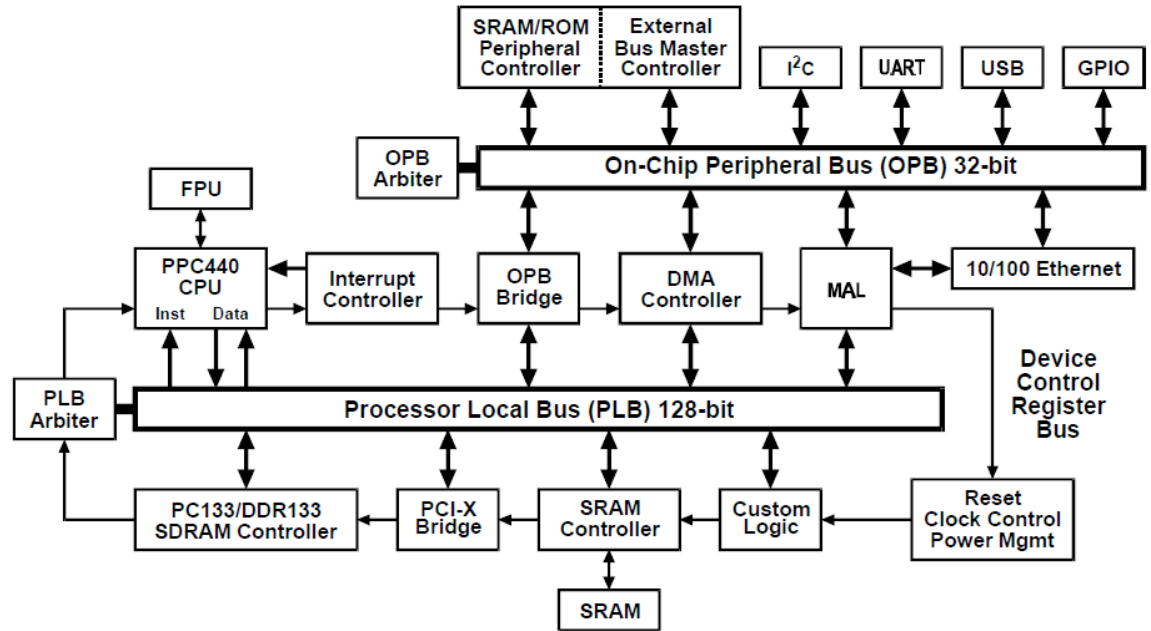 SRAM/ROM
Peripheral
Controller
External
Bus Master
Controller
I²C
UART
USB
GPIO
OPB
Arbiter
On-Chip Peripheral Bus (OPB) 32-bit
FPU
PPC440
CPU
Inst Data
Interrupt
Controller
OPB
Bridge
DMA
Controller
MAL
10/100 Ethernet
PLB
Arbiter
Processor Local Bus (PLB) 128-bit
Device
Control
Register
Bus
PC133/DDR133
SDRAM Controller
PCI-X
Bridge
SRAM
Controller
Custom
Logic
Reset
Clock Control
Power Mgmt
SRAM